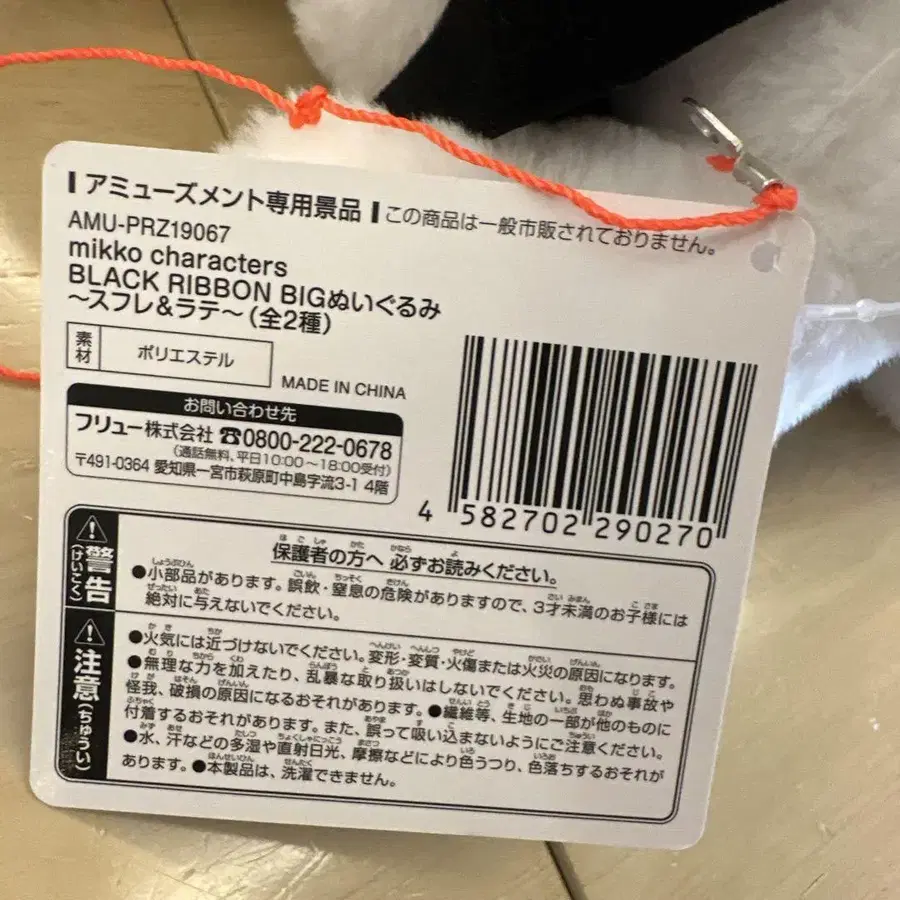 アミューズメント専用景品 この商品は一般市販されておりません。
AMU-PRZ19067
mikko characters
BLACK RIBBON BIGぬいぐるみ
〜スフレ&ラテ〜(全2種)
素材 ポリエステル
MADE IN CHINA
お問い合わせ先
フリュー株式会社 ☎0800-222-0678
(通話無料、平日10:00〜18:00受付)
〒491-0364 愛知県一宮市萩原町中島字流3-1 4階
4 582702 290270
警告(けいこく)
保護者の方へ 必ずお読みください。
●小部品があります。誤飲・窒息の危険がありますので、3才未満のお子様には
絶対に与えないでください。
注意(ちゅうい)
●火気には近づけないでください。変形・変質・火傷または火災の原因になります。
●無理な力を加えたり、乱暴な取り扱いはしないでください。思わぬ事故や
怪我、破損の原因になるおそれがあります。●繊維等、生地の一部が他のものに
付着するおそれがあります。また、誤って吸い込まないようにご注意ください。
●水、汗などの多湿や直射日光、摩擦などにより色うつり、色落ちするおそれが
あります。●本製品は、洗濯できません。